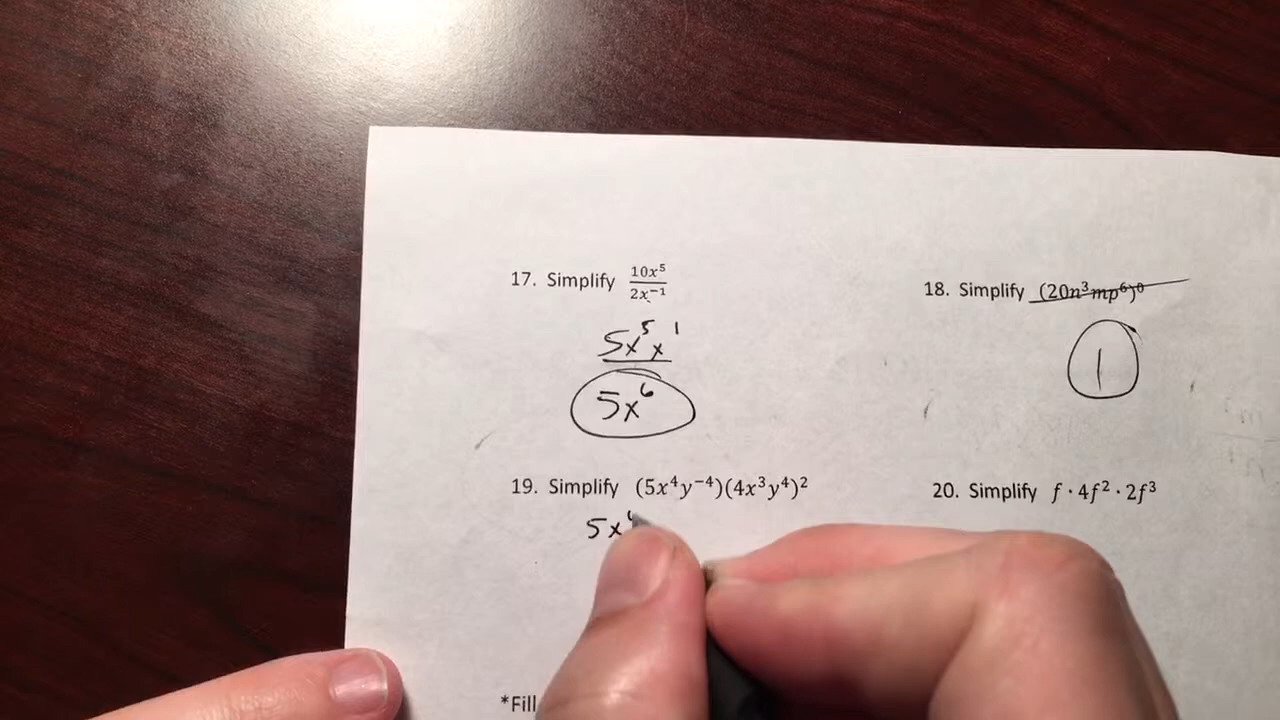 17. Simplify 10x⁵/2x⁻¹
5x⁵x¹
5x⁶
18. Simplify (20n³mp⁶)⁰
1
19. Simplify (5x⁴y⁻⁴)(4x³y⁴)²
5x⁴
20. Simplify f · 4f² · 2f³
*Fill